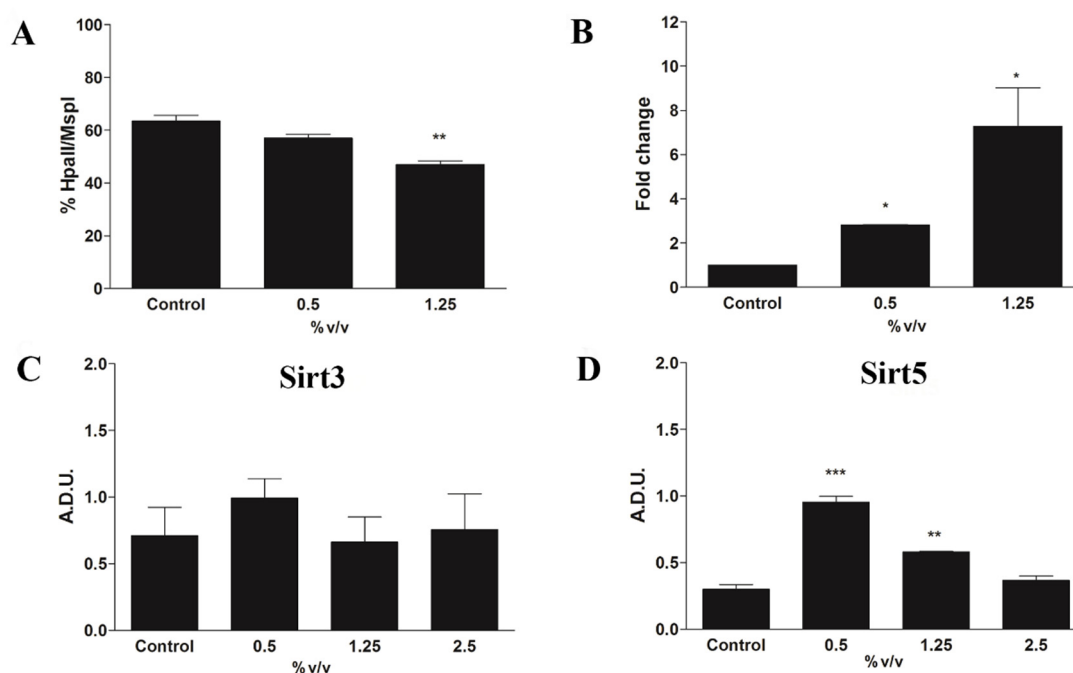 A
% HpaII/MspI
100
80
60
40
20
0
**
Control 0.5 1.25
% v/v
B
Fold change
12
10
8
6
4
2
0
*
*
Control 0.5 1.25
% v/v
C
Sirt3
A.D.U.
2.0
1.5
1.0
0.5
0.0
Control 0.5 1.25 2.5
% v/v
D
Sirt5
A.D.U.
2.0
1.5
1.0
0.5
0.0
***
**
Control 0.5 1.25 2.5
% v/v